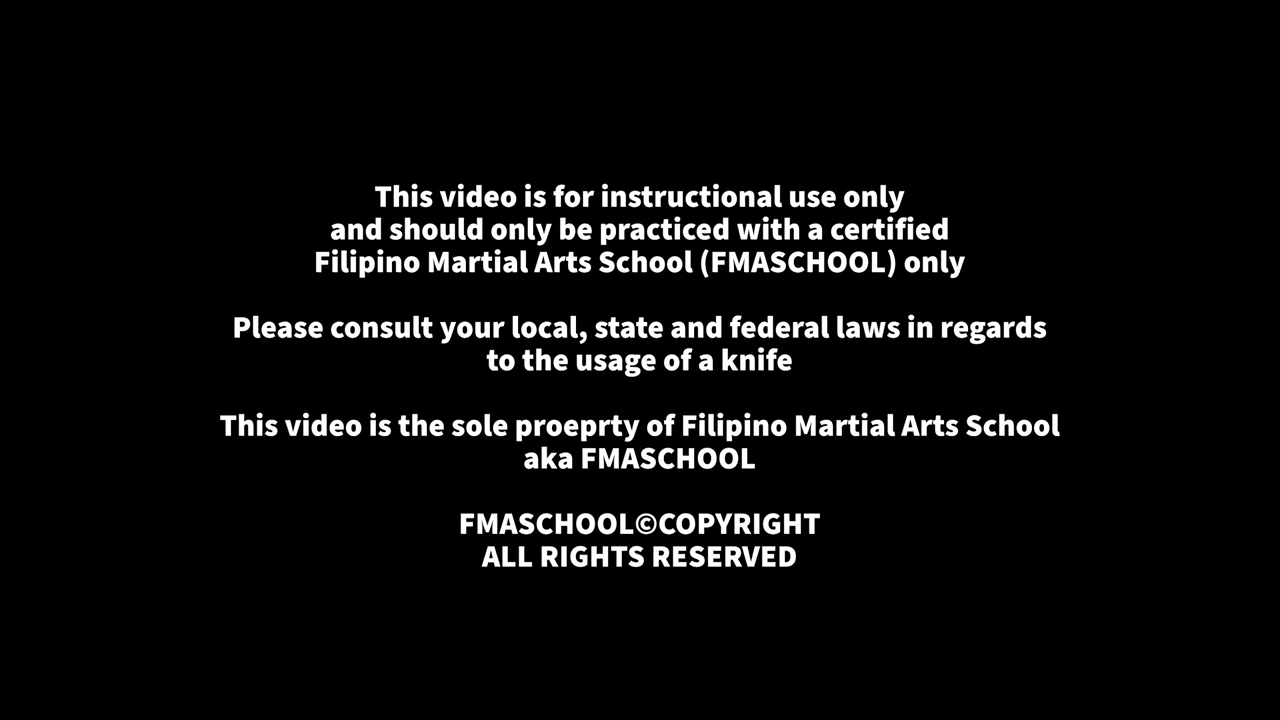 This video is for instructional use only
and should only be practiced with a certified
Filipino Martial Arts School (FMASCHOOL) only
Please consult your local, state and federal laws in regards
to the usage of a knife
This video is the sole proeprty of Filipino Martial Arts School
aka FMASCHOOL
FMASCHOOL©COPYRIGHT
ALL RIGHTS RESERVED